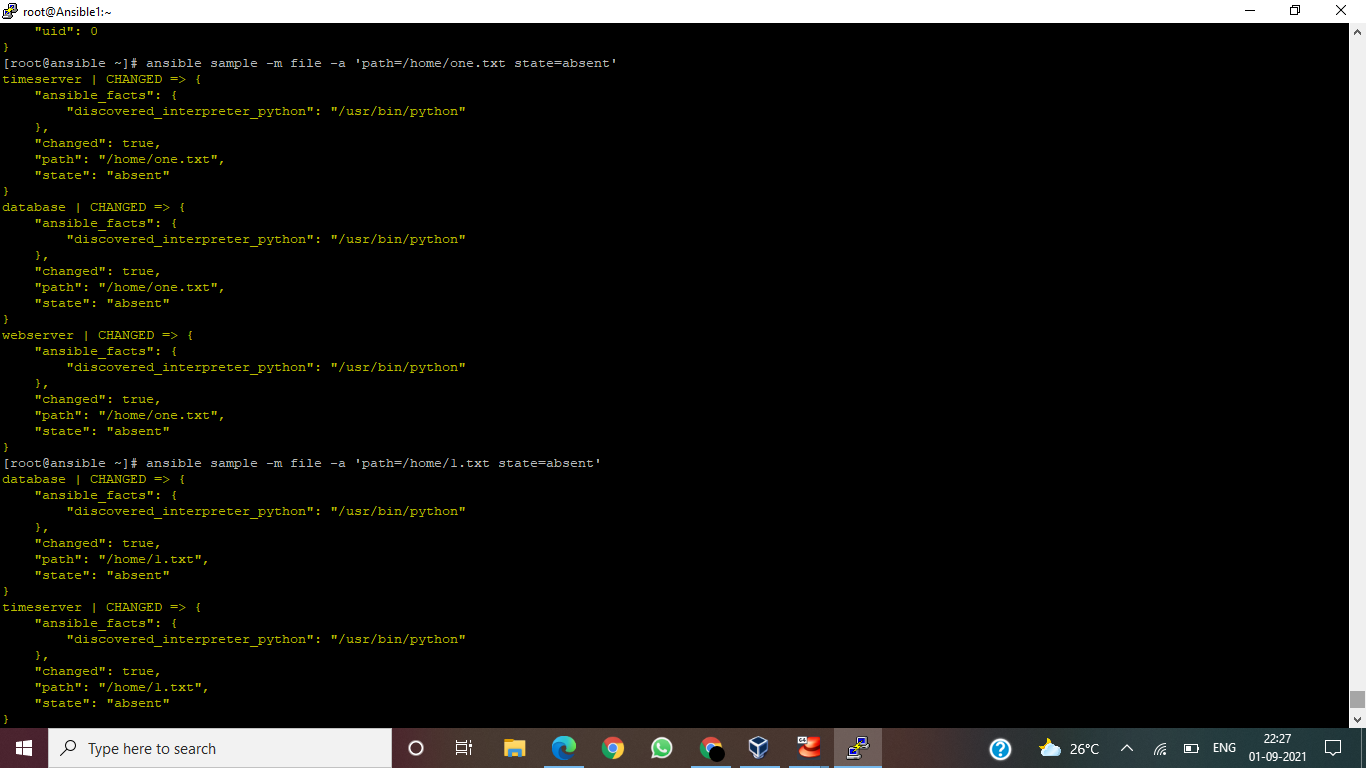 root@Ansible1:~
    "uid": 0
}
[root@ansible ~]# ansible sample -m file -a 'path=/home/one.txt state=absent'
timeserver | CHANGED => {
    "ansible_facts": {
        "discovered_interpreter_python": "/usr/bin/python"
    },
    "changed": true,
    "path": "/home/one.txt",
    "state": "absent"
}
database | CHANGED => {
    "ansible_facts": {
        "discovered_interpreter_python": "/usr/bin/python"
    },
    "changed": true,
    "path": "/home/one.txt",
    "state": "absent"
}
webserver | CHANGED => {
    "ansible_facts": {
        "discovered_interpreter_python": "/usr/bin/python"
    },
    "changed": true,
    "path": "/home/one.txt",
    "state": "absent"
}
[root@ansible ~]# ansible sample -m file -a 'path=/home/1.txt state=absent'
database | CHANGED => {
    "ansible_facts": {
        "discovered_interpreter_python": "/usr/bin/python"
    },
    "changed": true,
    "path": "/home/1.txt",
    "state": "absent"
}
timeserver | CHANGED => {
    "ansible_facts": {
        "discovered_interpreter_python": "/usr/bin/python"
    },
    "changed": true,
    "path": "/home/1.txt",
    "state": "absent"
}
Type here to search
64
26°C
ENG
22:27
01-09-2021